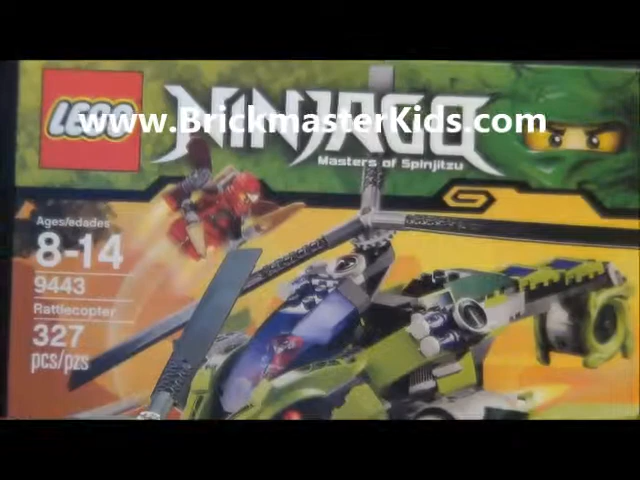 LEGO
NINJAGO
www.BrickmasterKids.com
Masters of Spinjitzu
Ages/edades
8-14
9443
Rattlecopter
327
pcs/pzs